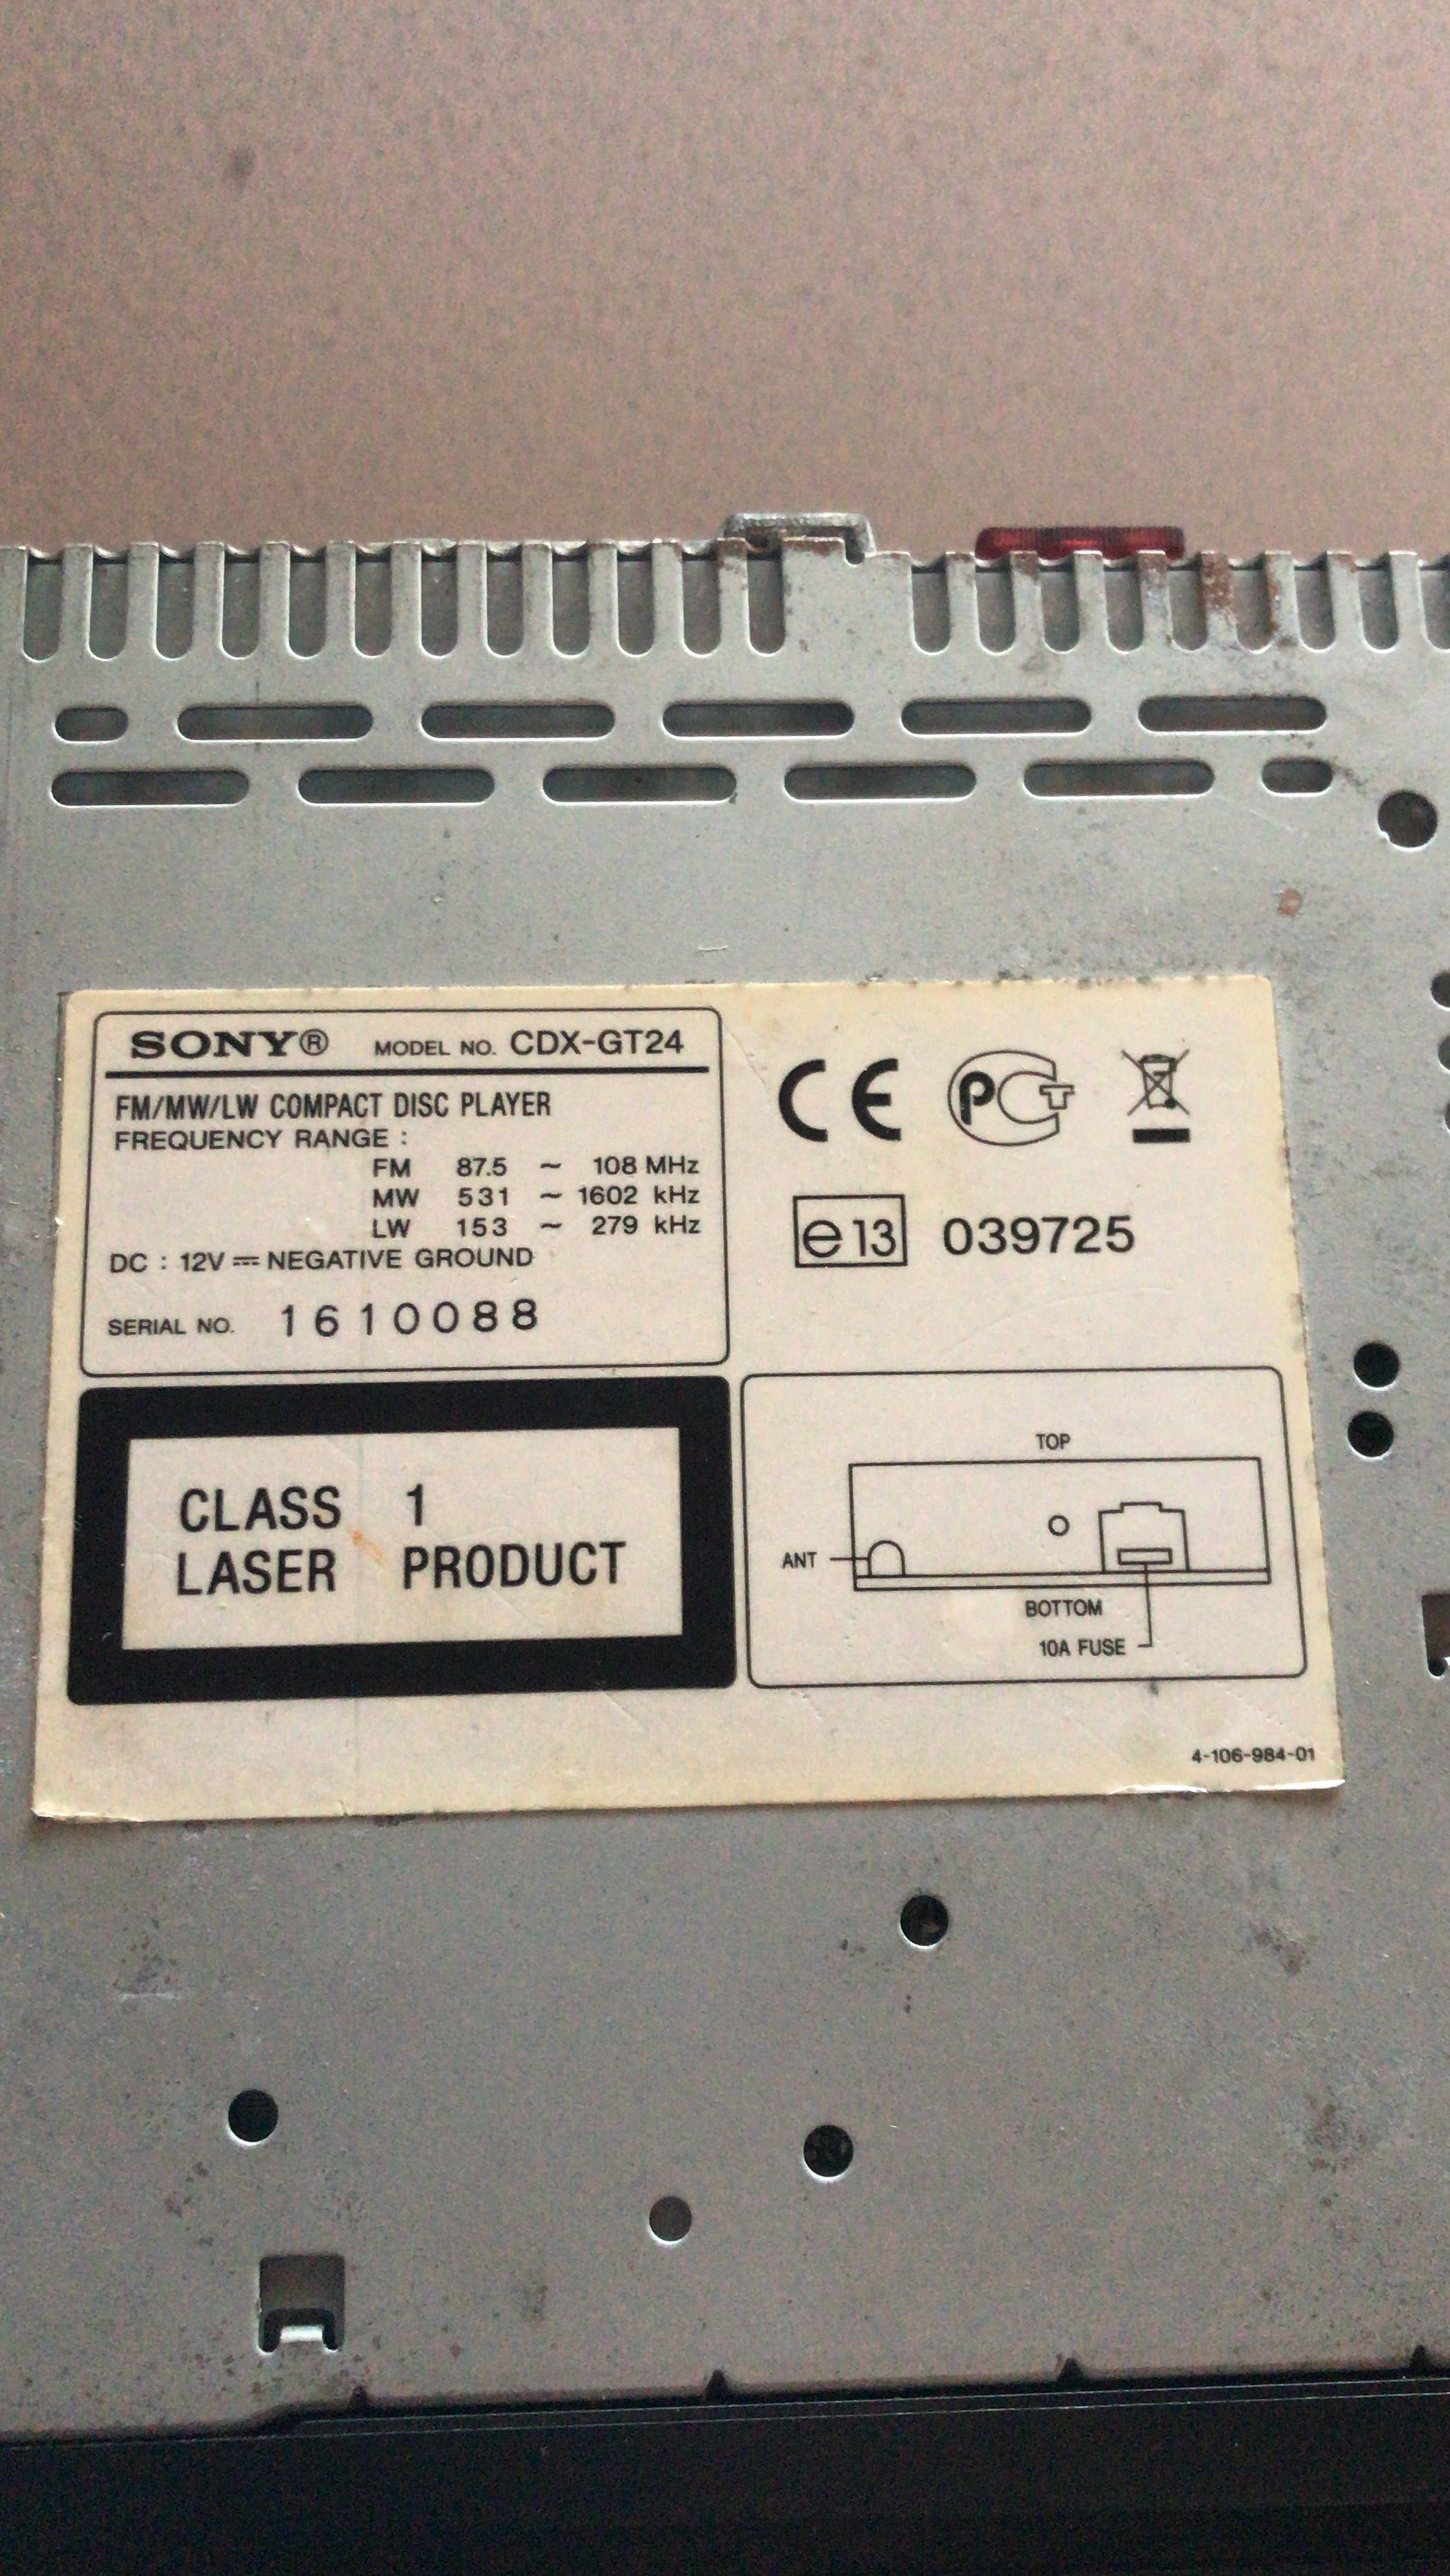 SONY® MODEL NO. CDX-GT24
FM/MW/LW COMPACT DISC PLAYER
FREQUENCY RANGE :
FM 87.5 ~ 108 MHz
MW 531 ~ 1602 kHz
LW 153 ~ 279 kHz
DC : 12V ⎓ NEGATIVE GROUND
SERIAL NO. 1610088
CE PCT
e13 039725
CLASS 1
LASER PRODUCT
TOP
ANT
BOTTOM
10A FUSE
4-106-984-01